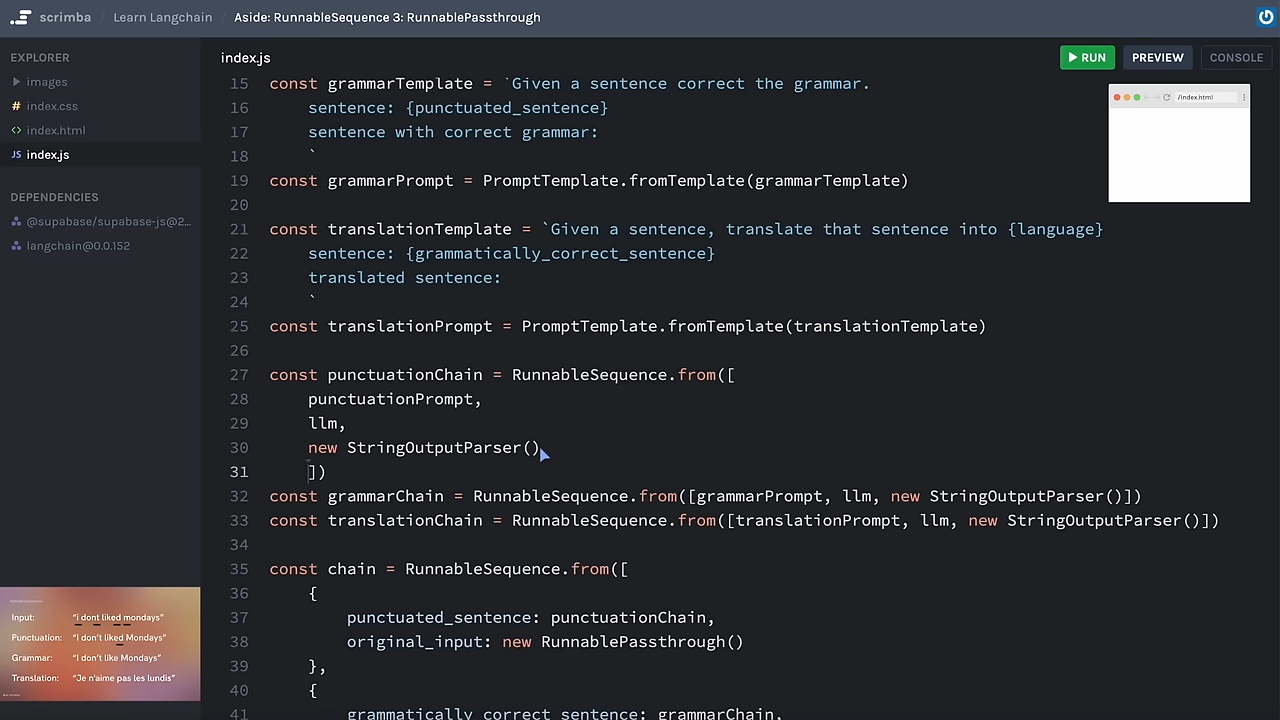 scrimba / Learn Langchain / Aside: RunnableSequence 3: RunnablePassthrough
EXPLORER
images
# index.css
<> index.html
JS index.js
DEPENDENCIES
@supabase/supabase-js@2...
langchain@0.0.152
index.js
RUN
PREVIEW
CONSOLE
/index.html
15 const grammarTemplate = `Given a sentence correct the grammar.
16 sentence: {punctuated_sentence}
17 sentence with correct grammar:
18 `
19 const grammarPrompt = PromptTemplate.fromTemplate(grammarTemplate)
20
21 const translationTemplate = `Given a sentence, translate that sentence into {language}
22 sentence: {grammatically_correct_sentence}
23 translated sentence:
24 `
25 const translationPrompt = PromptTemplate.fromTemplate(translationTemplate)
26
27 const punctuationChain = RunnableSequence.from([
28 punctuationPrompt,
29 llm,
30 new StringOutputParser()
31 ])
32 const grammarChain = RunnableSequence.from([grammarPrompt, llm, new StringOutputParser()])
33 const translationChain = RunnableSequence.from([translationPrompt, llm, new StringOutputParser()])
34
35 const chain = RunnableSequence.from([
36 {
37 punctuated_sentence: punctuationChain,
38 original_input: new RunnablePassthrough()
39 },
40 {
41 grammatically_correct_sentence: grammarChain,
Input: "i dont liked mondays"
Punctuation: "I don't liked Mondays"
Grammar: "I don't like Mondays"
Translation: "Je n'aime pas les lundis"